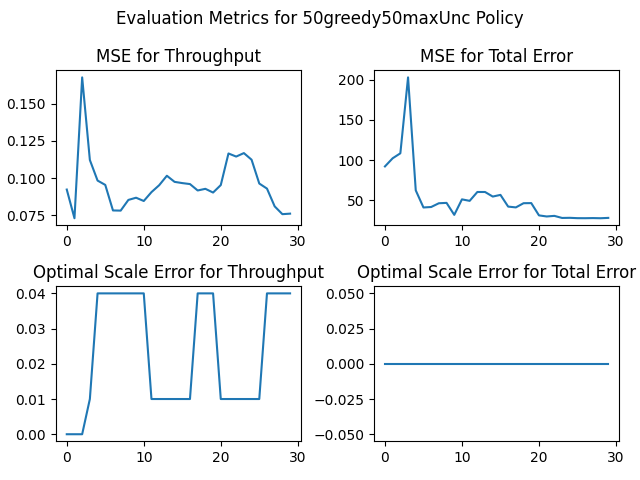 Evaluation Metrics for 50greedy50maxUnc Policy
MSE for Throughput
0.150
0.125
0.100
0.075
0 10 20 30
MSE for Total Error
200
150
100
50
0 10 20 30
Optimal Scale Error for Throughput
0.04
0.03
0.02
0.01
0.00
0 10 20 30
Optimal Scale Error for Total Error
0.050
0.025
0.000
−0.025
−0.050
0 10 20 30